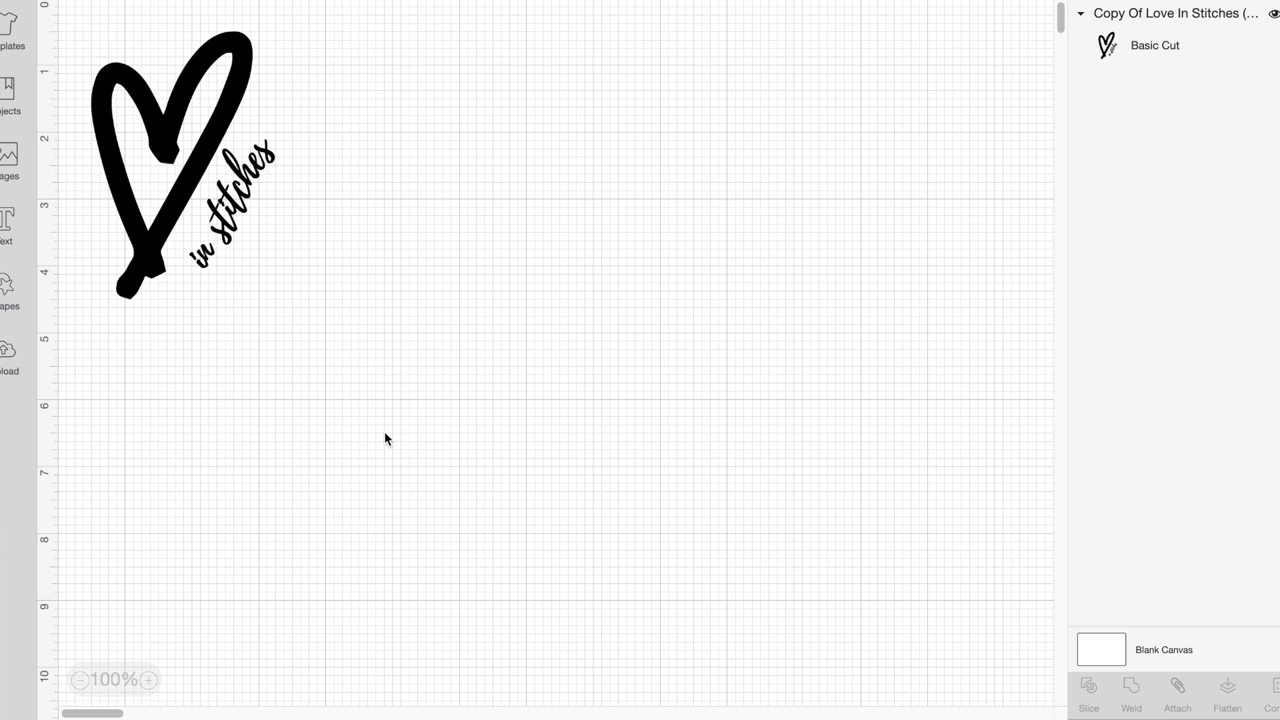 0
1
2
3
4
5
6
7
8
9
10
plates
jects
ages
ext
apes
load
in stitches
100%
Copy Of Love In Stitches (...
Basic Cut
Blank Canvas
Slice
Weld
Attach
Flatten
Con